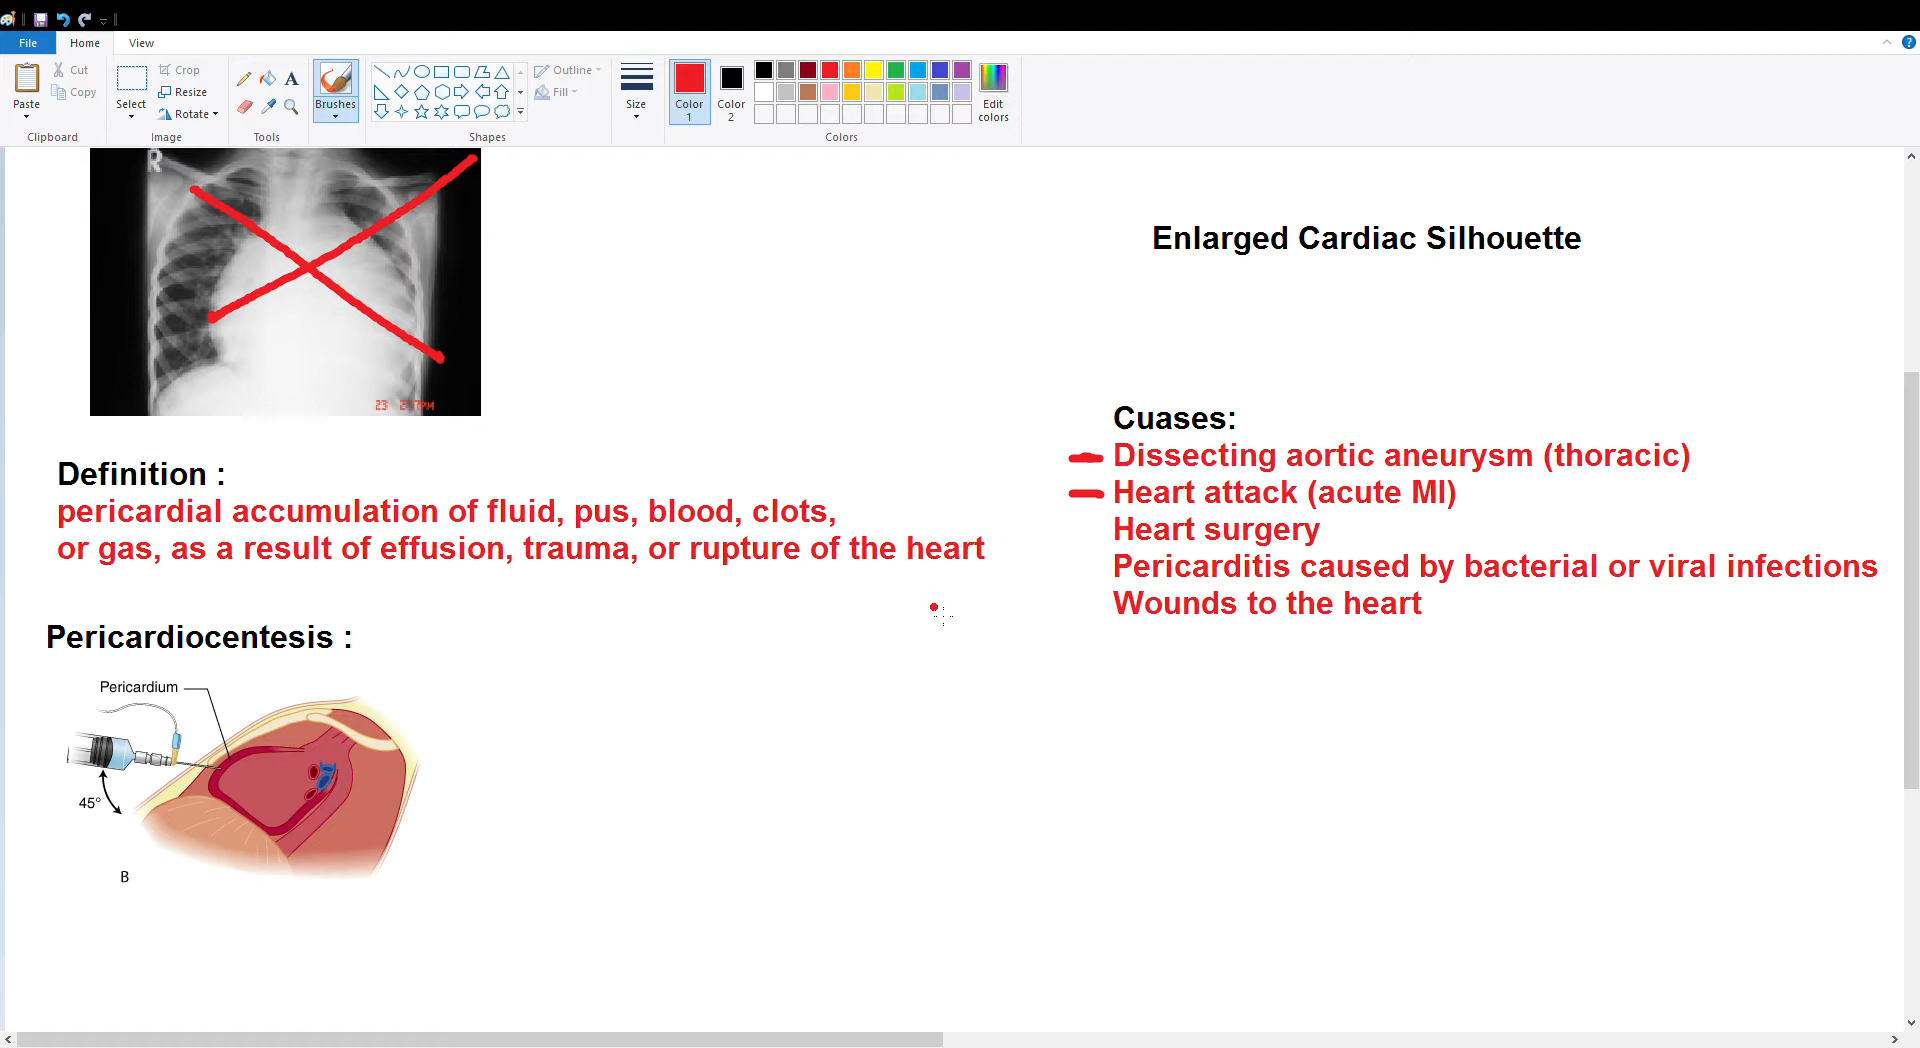 File
Home
View
Paste
Cut
Copy
Clipboard
Select
Crop
Resize
Rotate
Image
A
Tools
Brushes
Shapes
Outline
Fill
Size
Color 1
Color 2
Edit colors
Colors
R
Enlarged Cardiac Silhouette
Definition :
pericardial accumulation of fluid, pus, blood, clots,
or gas, as a result of effusion, trauma, or rupture of the heart
Cuases:
Dissecting aortic aneurysm (thoracic)
Heart attack (acute MI)
Heart surgery
Pericarditis caused by bacterial or viral infections
Wounds to the heart
Pericardiocentesis :
Pericardium
45°
B